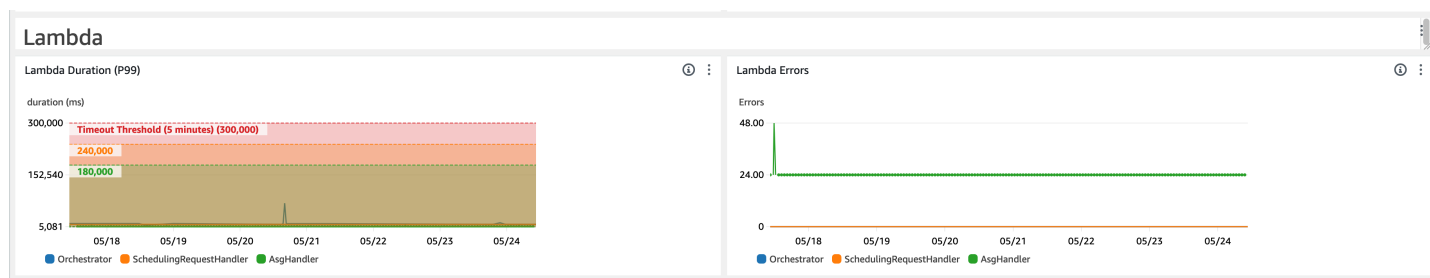 Lambda
Lambda Duration (P99)
duration (ms)
300,000
Timeout Threshold (5 minutes) (300,000)
240,000
180,000
152,540
5,081
05/18 05/19 05/20 05/21 05/22 05/23 05/24
Orchestrator SchedulingRequestHandler AsgHandler
Lambda Errors
Errors
48.00
24.00
0
05/18 05/19 05/20 05/21 05/22 05/23 05/24
Orchestrator SchedulingRequestHandler AsgHandler